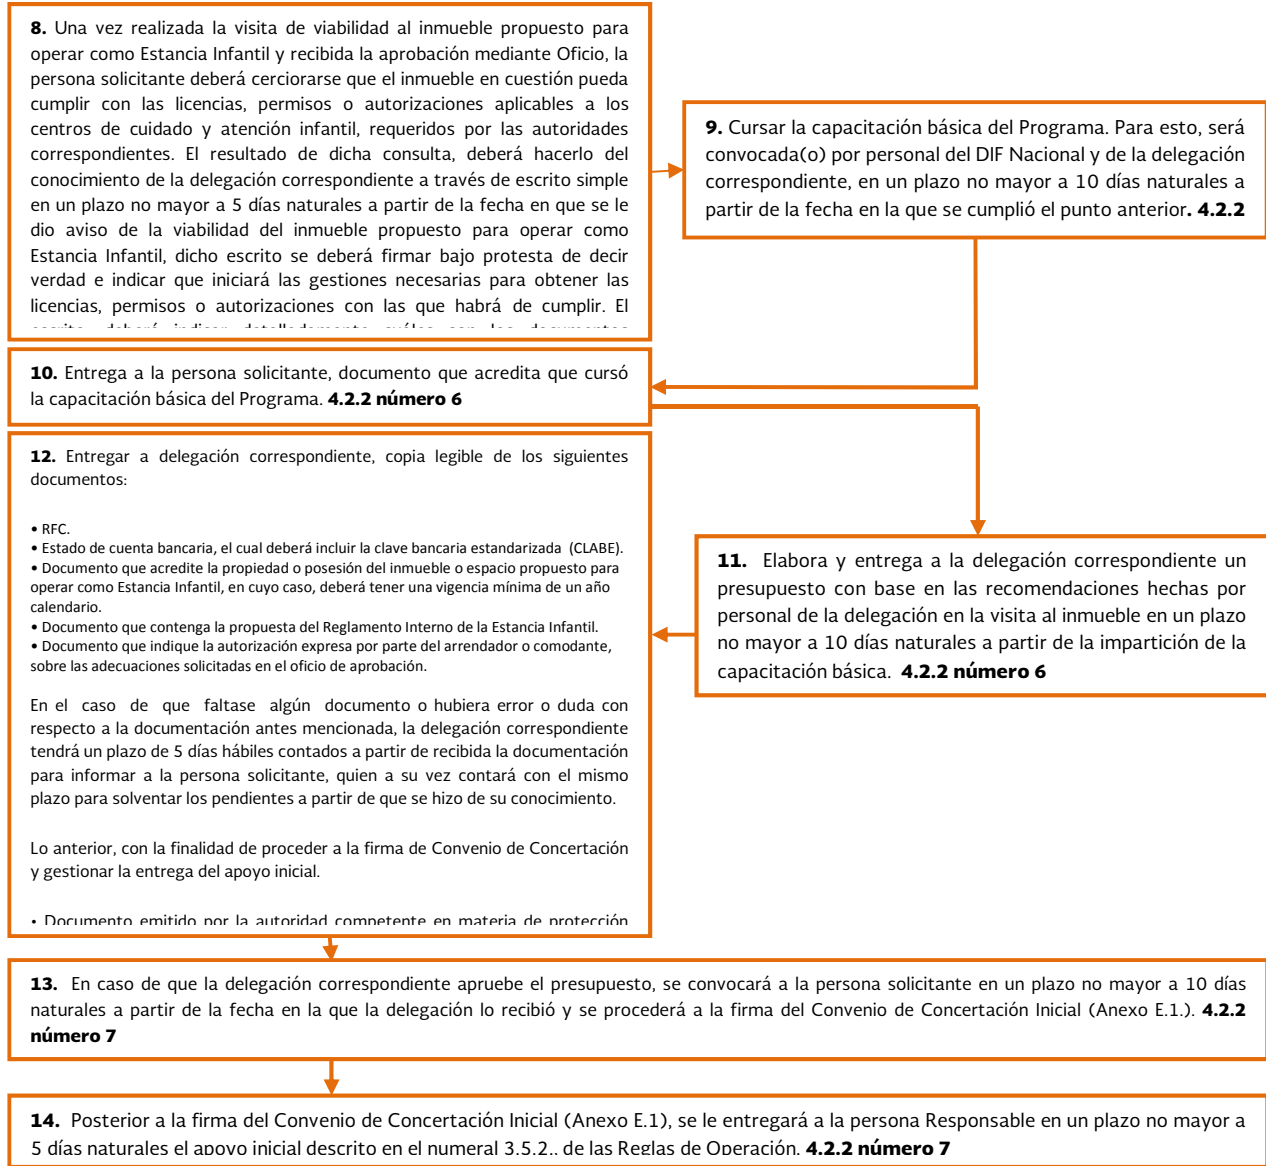 8. Una vez realizada la visita de viabilidad al inmueble propuesto para
operar como Estancia Infantil y recibida la aprobación mediante Oficio, la
persona solicitante deberá cerciorarse que el inmueble en cuestión pueda
cumplir con las licencias, permisos o autorizaciones aplicables a los
centros de cuidado y atención infantil, requeridos por las autoridades
correspondientes. El resultado de dicha consulta, deberá hacerlo del
conocimiento de la delegación correspondiente a través de escrito simple
en un plazo no mayor a 5 días naturales a partir de la fecha en que se le
dio aviso de la viabilidad del inmueble propuesto para operar como
Estancia Infantil, dicho escrito se deberá firmar bajo protesta de decir
verdad e indicar que iniciará las gestiones necesarias para obtener las
licencias, permisos o autorizaciones con las que habrá de cumplir. El
escrito deberá indicar detalladamente cuáles son los documentos
9. Cursar la capacitación básica del Programa. Para esto, será
convocada(o) por personal del DIF Nacional y de la delegación
correspondiente, en un plazo no mayor a 10 días naturales a
partir de la fecha en la que se cumplió el punto anterior. 4.2.2
10. Entrega a la persona solicitante, documento que acredita que cursó
la capacitación básica del Programa. 4.2.2 número 6
11. Elabora y entrega a la delegación correspondiente un
presupuesto con base en las recomendaciones hechas por
personal de la delegación en la visita al inmueble en un plazo
no mayor a 10 días naturales a partir de la impartición de la
capacitación básica. 4.2.2 número 6
12. Entregar a delegación correspondiente, copia legible de los siguientes
documentos:
• RFC.
• Estado de cuenta bancaria, el cual deberá incluir la clave bancaria estandarizada (CLABE).
• Documento que acredite la propiedad o posesión del inmueble o espacio propuesto para
operar como Estancia Infantil, en cuyo caso, deberá tener una vigencia mínima de un año
calendario.
• Documento que contenga la propuesta del Reglamento Interno de la Estancia Infantil.
• Documento que indique la autorización expresa por parte del arrendador o comodante,
sobre las adecuaciones solicitadas en el oficio de aprobación.
En el caso de que faltase algún documento o hubiera error o duda con
respecto a la documentación antes mencionada, la delegación correspondiente
tendrá un plazo de 5 días hábiles contados a partir de recibida la documentación
para informar a la persona solicitante, quien a su vez contará con el mismo
plazo para solventar los pendientes a partir de que se hizo de su conocimiento.
Lo anterior, con la finalidad de proceder a la firma de Convenio de Concertación
y gestionar la entrega del apoyo inicial.
• Documento emitido por la autoridad competente en materia de protección
13. En caso de que la delegación correspondiente apruebe el presupuesto, se convocará a la persona solicitante en un plazo no mayor a 10 días
naturales a partir de la fecha en la que la delegación lo recibió y se procederá a la firma del Convenio de Concertación Inicial (Anexo E.1.). 4.2.2
número 7
14. Posterior a la firma del Convenio de Concertación Inicial (Anexo E.1), se le entregará a la persona Responsable en un plazo no mayor a
5 días naturales el apoyo inicial descrito en el numeral 3.5.2., de las Reglas de Operación. 4.2.2 número 7